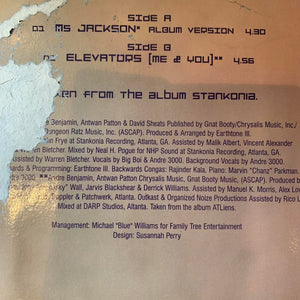 SIDE A
01 MS JACKSON* ALBUM VERSION 4.30
SIDE B
ELEVATORS [ME & YOU]** 4.56
FROM THE ALBUM STANKONIA.
Benjamin, Antwan Patton & David Sheats Published by Gnat Booty/Chrysalis Music.
Dungeon Ratz Music, Inc. (ASCAP). Produced & Arranged by Earthtone III.
Frye at Stankonia Recording, Atlanta, GA. Assisted by Malik Albert, Vincent Alexander
Warren Bletcher. Mixed by Neal H. Pogue for NHP Sound at Stankonia Recording, Atlanta, GA.
Assisted by Warren Bletcher. Vocals by Big Boi & Andre 3000. Background Vocals by Andre 3000.
& Programming: Earthtone III. Backwards Congas: Rajinder Kala, Piano: Marvin "Chanz" Parkman.
3000. **Andre Benjamin, Antwan Patton Chrysalis Music, Gnat Booty Music, (ASCAP). Produced by
Wall, Jarvis Blackshear & Derrick Williams. Assisted by Manuel K. Morris, Alex Lowe
& Patchwerk, Atlanta. Outkast & Organized Noize Productions Assisted by Rico L
Mixed at DARP Studios, Altanta. Taken from the album ATLiens.
Management: Michael "Blue" Williams for Family Tree Entertainment
Design: Susannah Perry